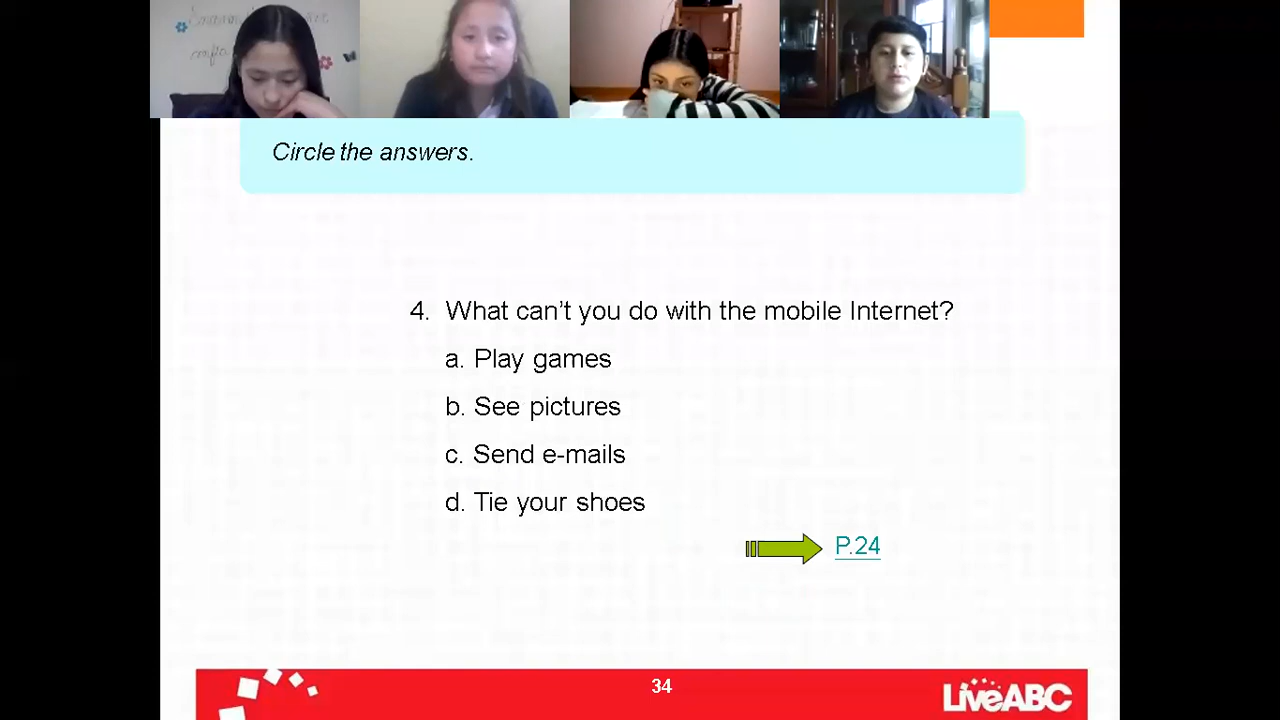 Circle the answers.
4. What can't you do with the mobile Internet?
a. Play games
b. See pictures
c. Send e-mails
d. Tie your shoes
P.24
34
LiveABC